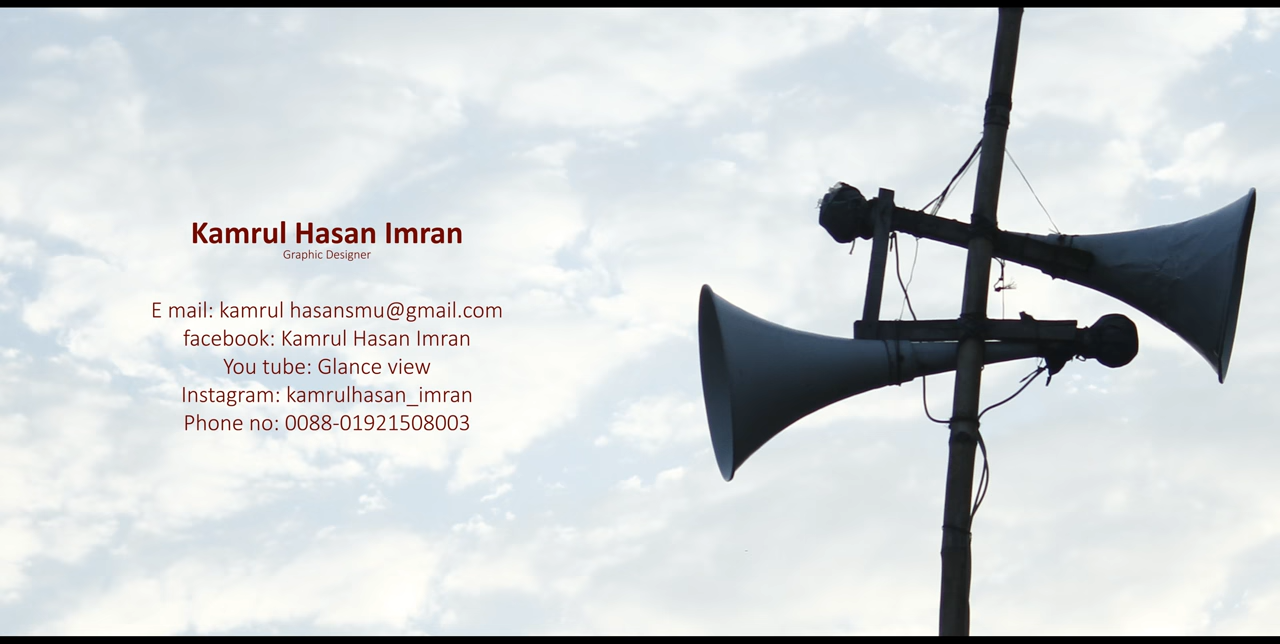 Kamrul Hasan Imran
Graphic Designer
E mail: kamrul hasansmu@gmail.com
facebook: Kamrul Hasan Imran
You tube: Glance view
Instagram: kamrulhasan_imran
Phone no: 0088-01921508003